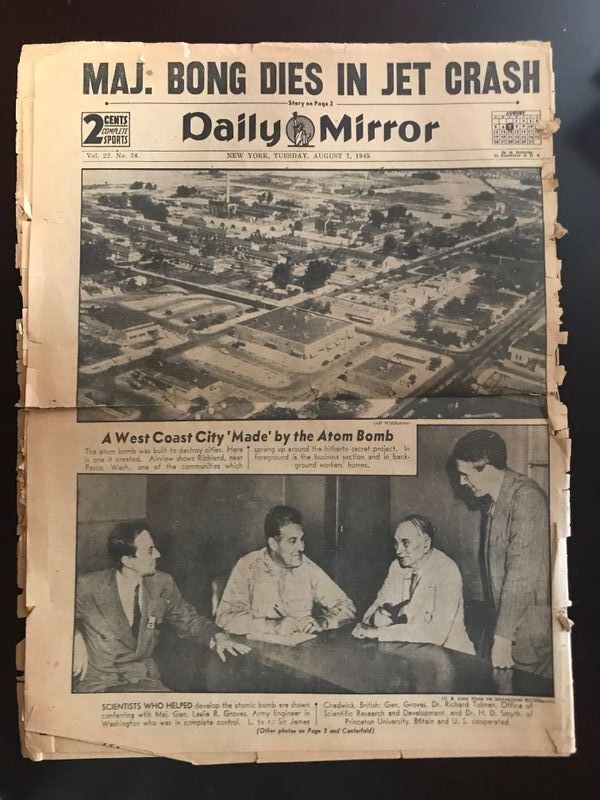 MAJ. BONG DIES IN JET CRASH
Story on Page 2
2 CENTS
COMPLETE
SPORTS
Daily Mirror
Vol. 22. No. 38.
NEW YORK, TUESDAY, AUGUST 7, 1945
(AP Wirephoto)
A West Coast City 'Made' by the Atom Bomb
The atom bomb was built to destroy cities. Here
is one it created. Airview shows Richland, near
Pasco, Wash., one of the communities which
sprang up around the hitherto secret project. In
foreground is the business section and in back-
ground workers' homes.
SCIENTISTS WHO HELPED develop the atomic bomb are shown
conferring with Maj. Gen. Leslie R. Groves, Army Engineer in
Washington who was in complete control. L. to r.: Sir James
Chadwick, British; Gen. Groves, Dr. Richard Tolman, Office of
Scientific Research and Development, and Dr. H. D. Smyth, of
Princeton University. Britain and U. S. cooperated.
(Other photos on Page 3 and Centerfold)